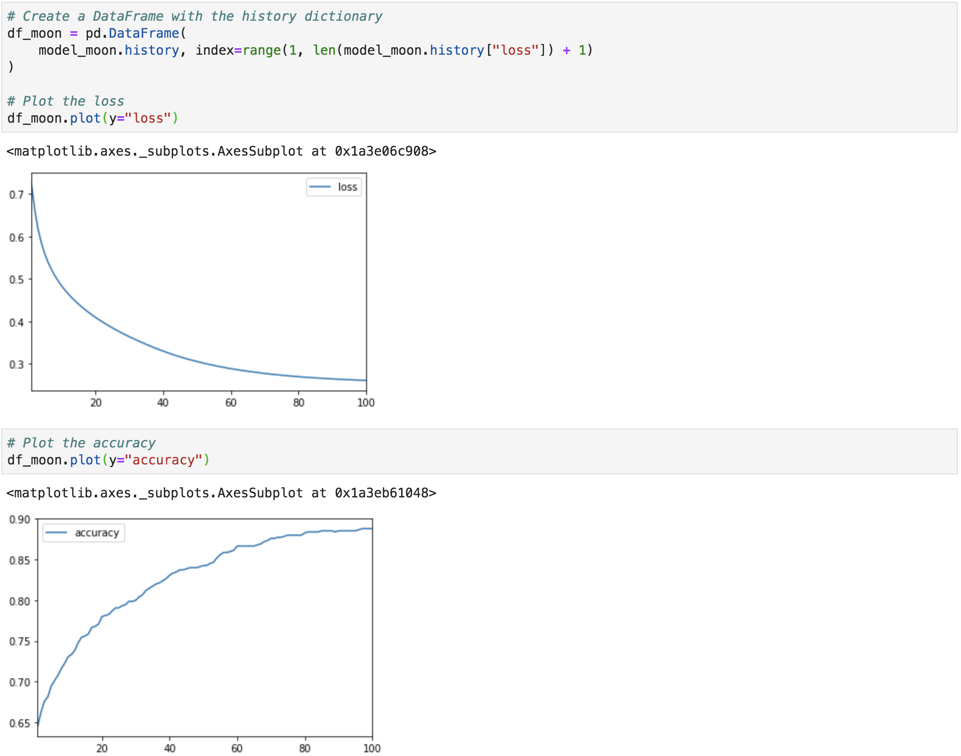 # Create a DataFrame with the history dictionary
df_moon = pd.DataFrame(
    model_moon.history, index=range(1, len(model_moon.history["loss"]) + 1)
)
# Plot the loss
df_moon.plot(y="loss")
<matplotlib.axes._subplots.AxesSubplot at 0x1a3e06c908>
loss
0.7
0.6
0.5
0.4
0.3
20 40 60 80 100
# Plot the accuracy
df_moon.plot(y="accuracy")
<matplotlib.axes._subplots.AxesSubplot at 0x1a3eb61048>
0.90
accuracy
0.85
0.80
0.75
0.70
0.65
20 40 60 80 100